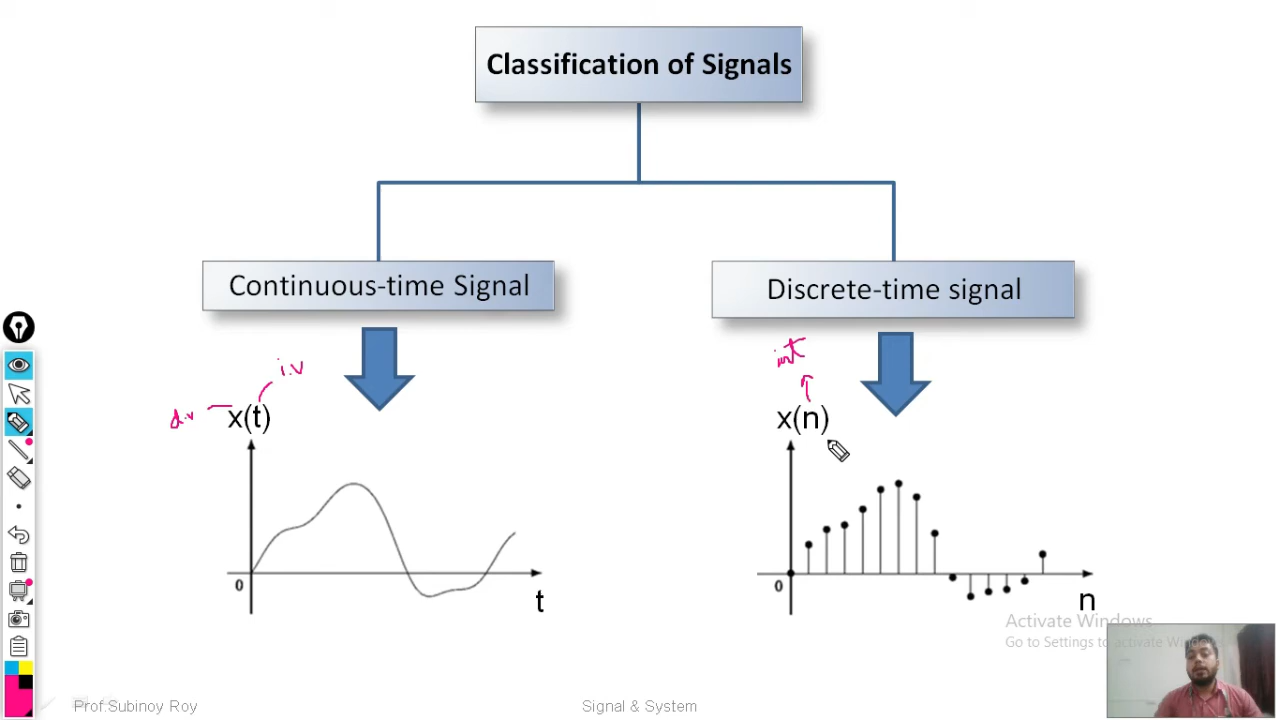 Classification of Signals
Continuous-time Signal
Discrete-time signal
i.v
int
d.v
x(t)
x(n)
0
t
0
n
Activate Windows
Go to Settings to activate Windows.
Prof.Subinoy Roy
Signal & System